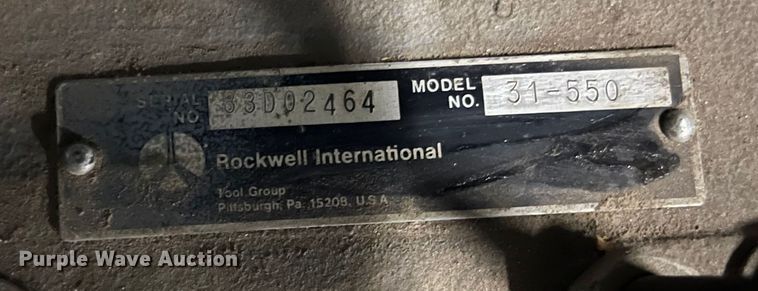 SERIAL NO. 83D02464
MODEL NO. 31-550
Rockwell International
Tool Group
Pittsburgh, Pa. 15208, U.S.A
Purple Wave Auction